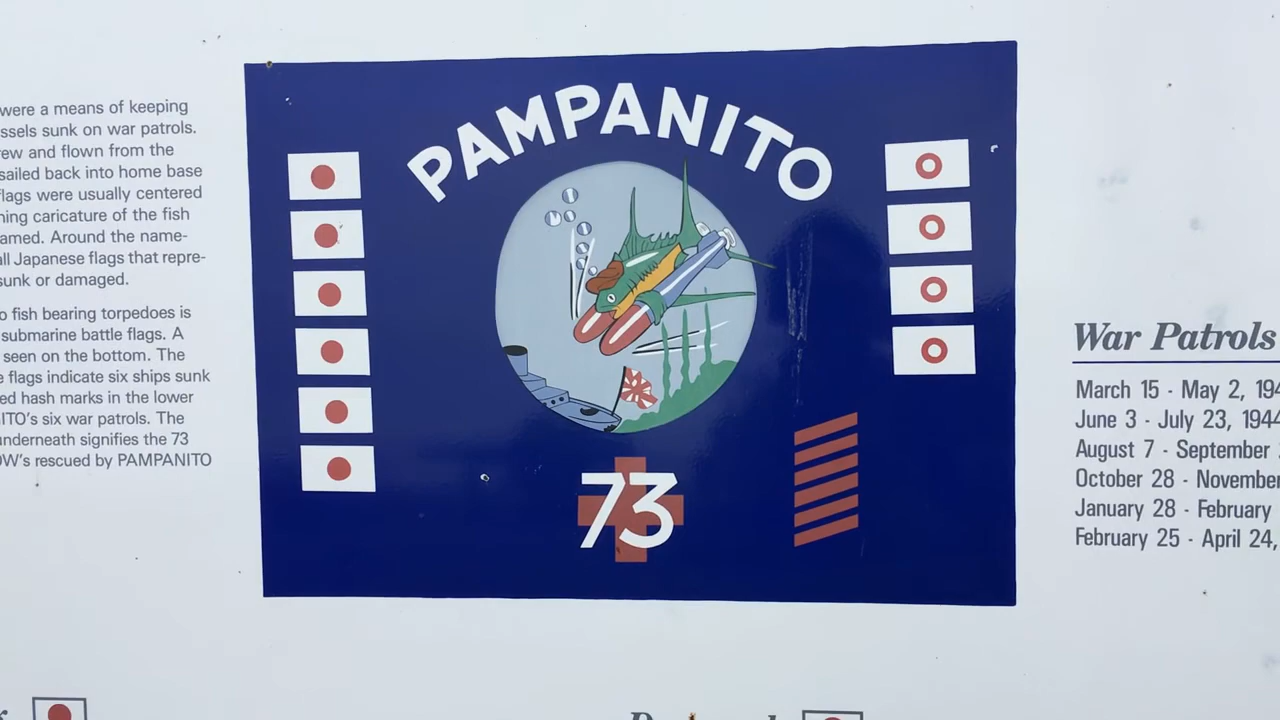 were a means of keeping
ssels sunk on war patrols.
rew and flown from the
sailed back into home base
flags were usually centered
ning caricature of the fish
amed. Around the name-
all Japanese flags that repre-
sunk or damaged.
o fish bearing torpedoes is
submarine battle flags. A
seen on the bottom. The
e flags indicate six ships sunk
ed hash marks in the lower
NITO's six war patrols. The
underneath signifies the 73
OW's rescued by PAMPANITO
PAMPANITO
73
War Patrols
March 15 - May 2, 194
June 3 - July 23, 1944
August 7 - September
October 28 - November
January 28 - February
February 25 - April 24,